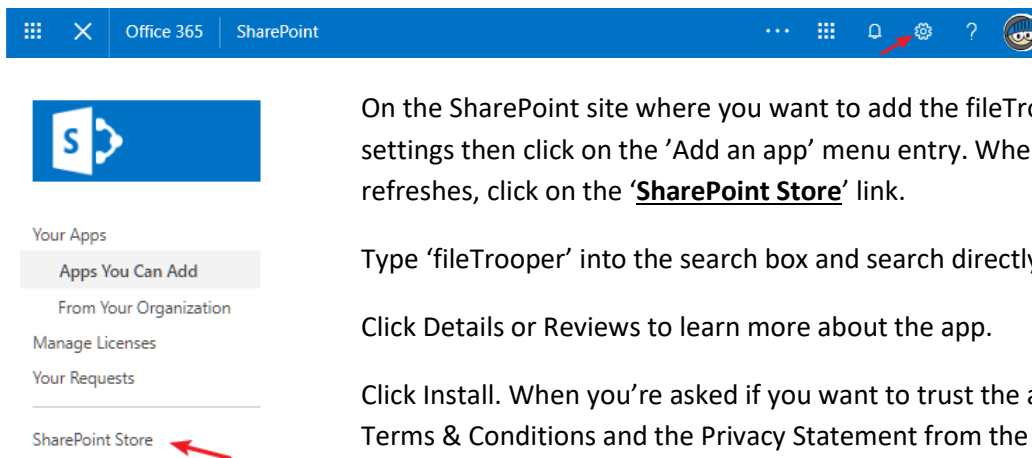 Office 365 SharePoint
On the SharePoint site where you want to add the
settings then click on the ’Add an app’ menu entry.
refreshes, click on the ‘SharePoint Store’ link.
Type ‘fileTrooper’ into the search box and search
Click Details or Reviews to learn more about the app.
Click Install. When you’re asked if you want to trust the
Terms & Conditions and the Privacy Statement from the
S
Your Apps
Apps You Can Add
From Your Organization
Manage Licenses
Your Requests
SharePoint Store